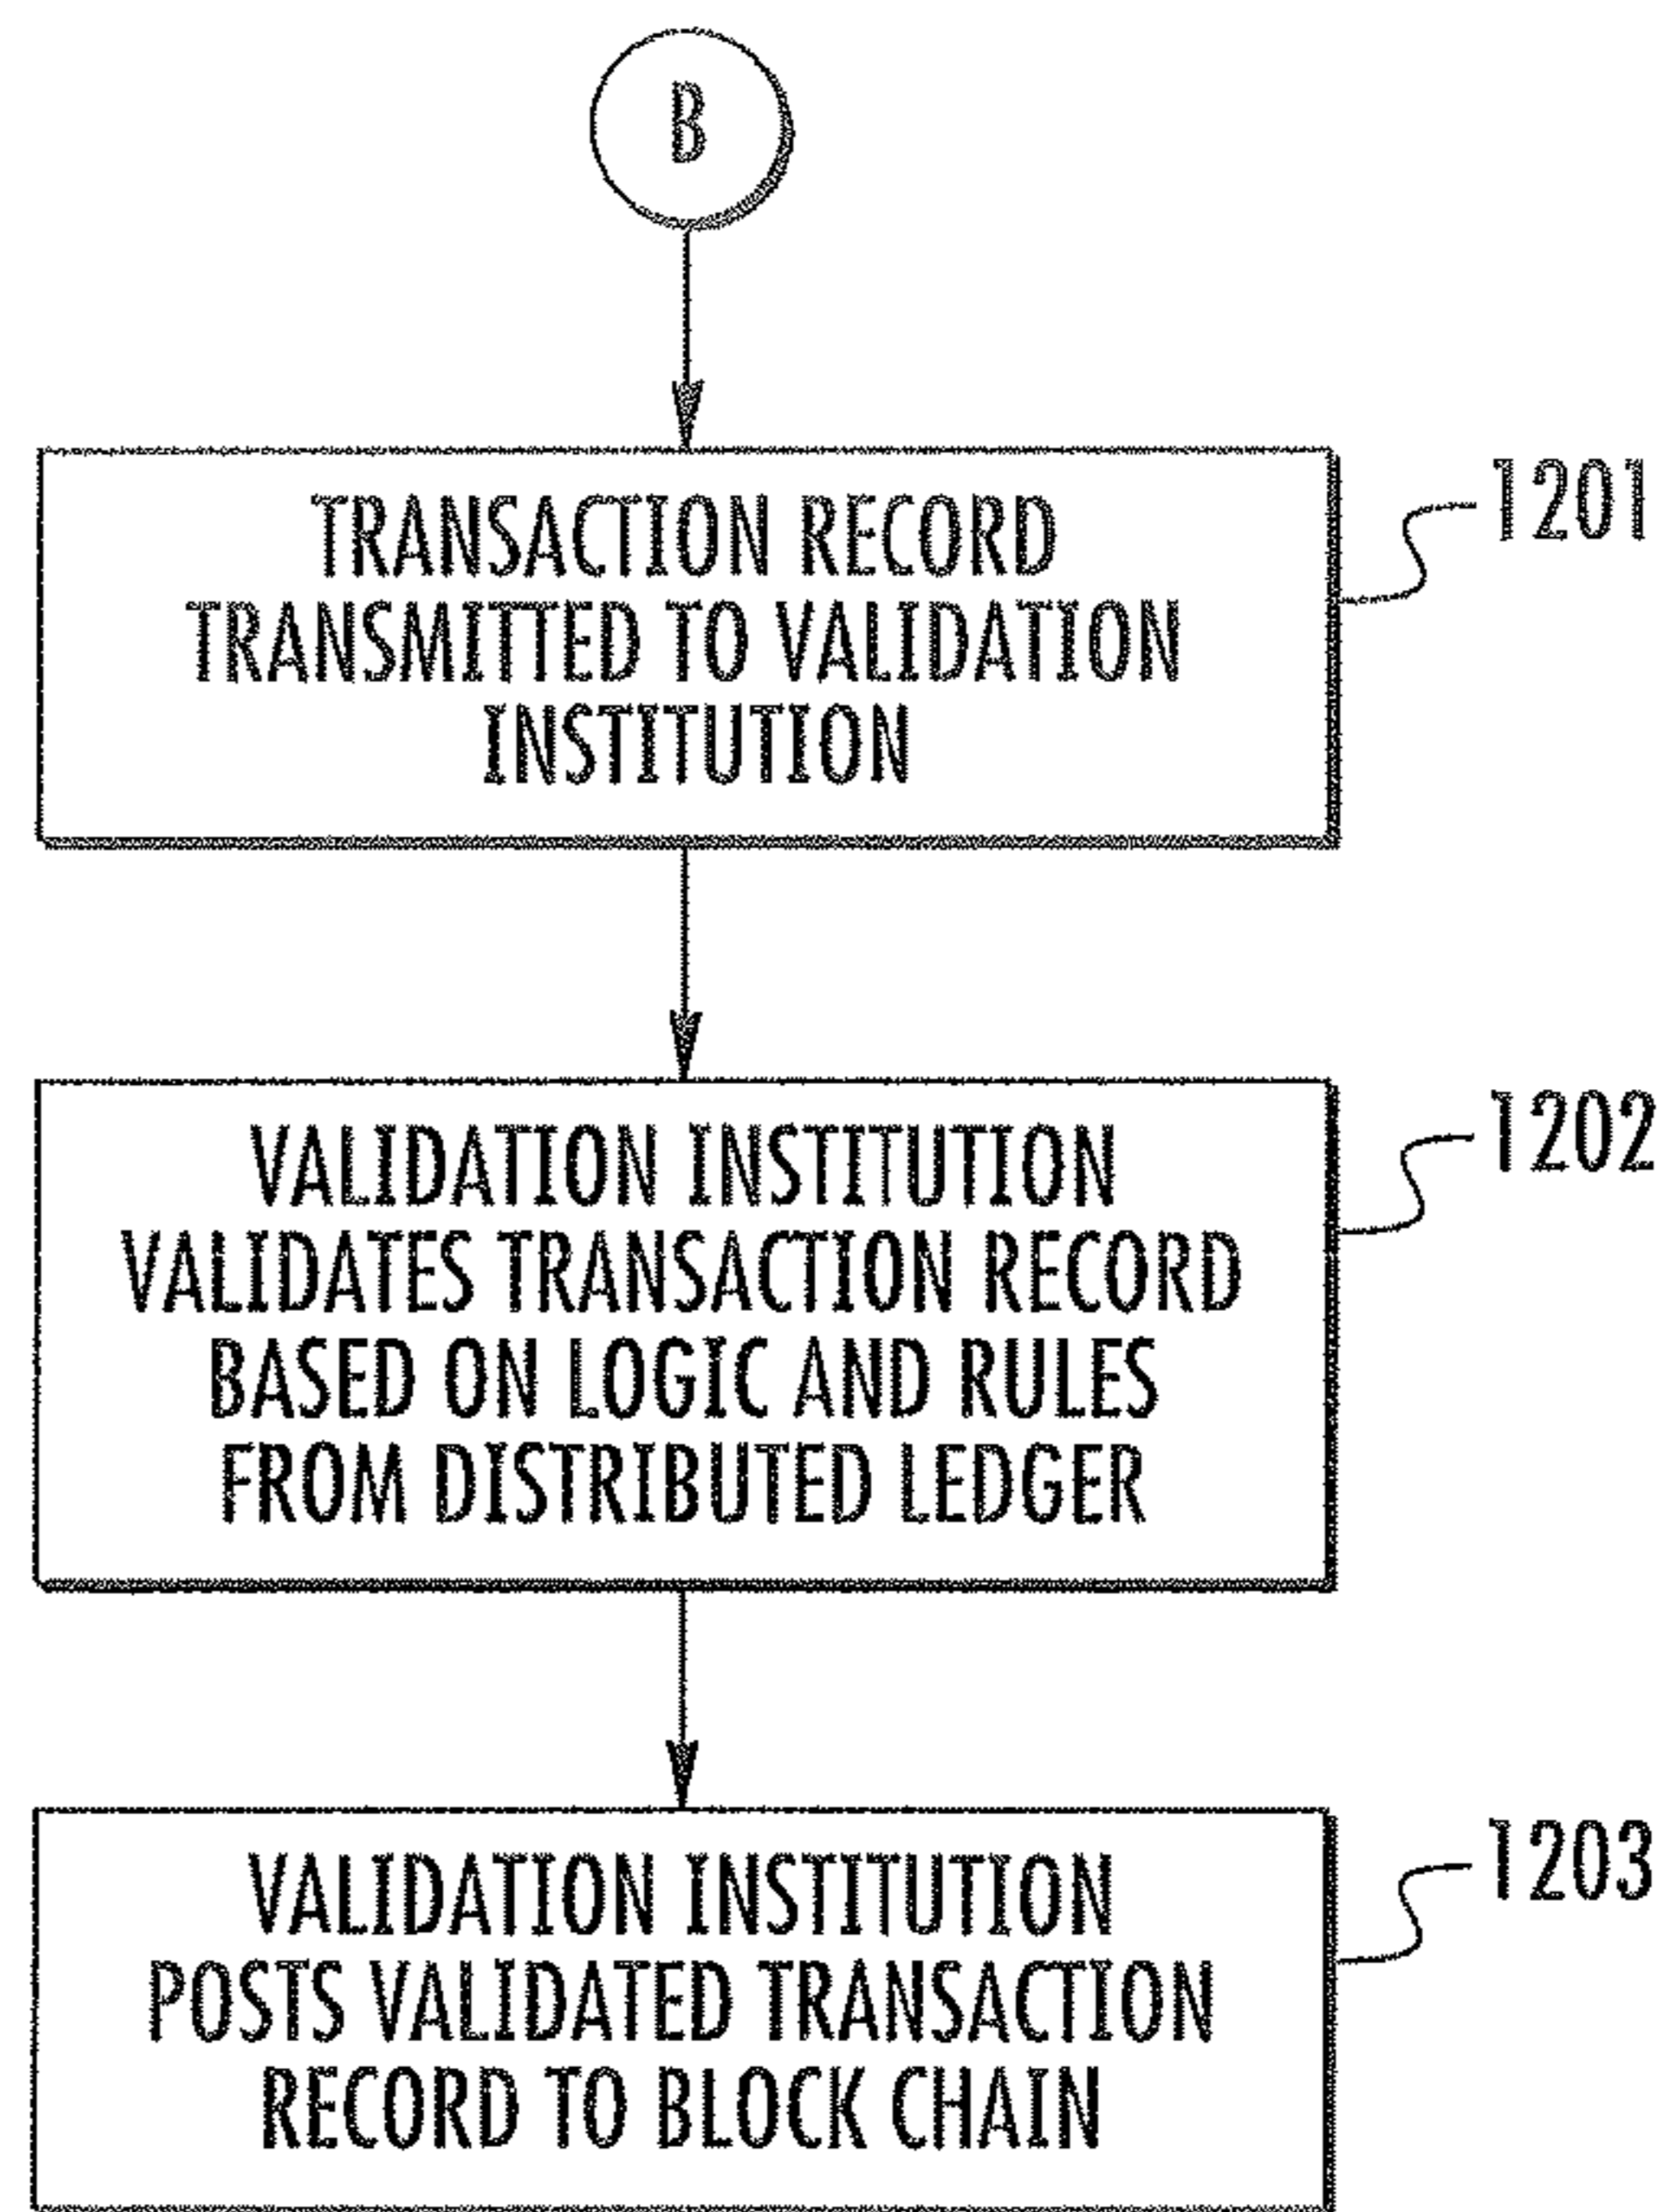 B
TRANSACTION RECORD
TRANSMITTED TO VALIDATION
INSTITUTION
1201
VALIDATION INSTITUTION
VALIDATES TRANSACTION RECORD
BASED ON LOGIC AND RULES
FROM DISTRIBUTED LEDGER
1202
VALIDATION INSTITUTION
POSTS VALIDATED TRANSACTION
RECORD TO BLOCK CHAIN
1203